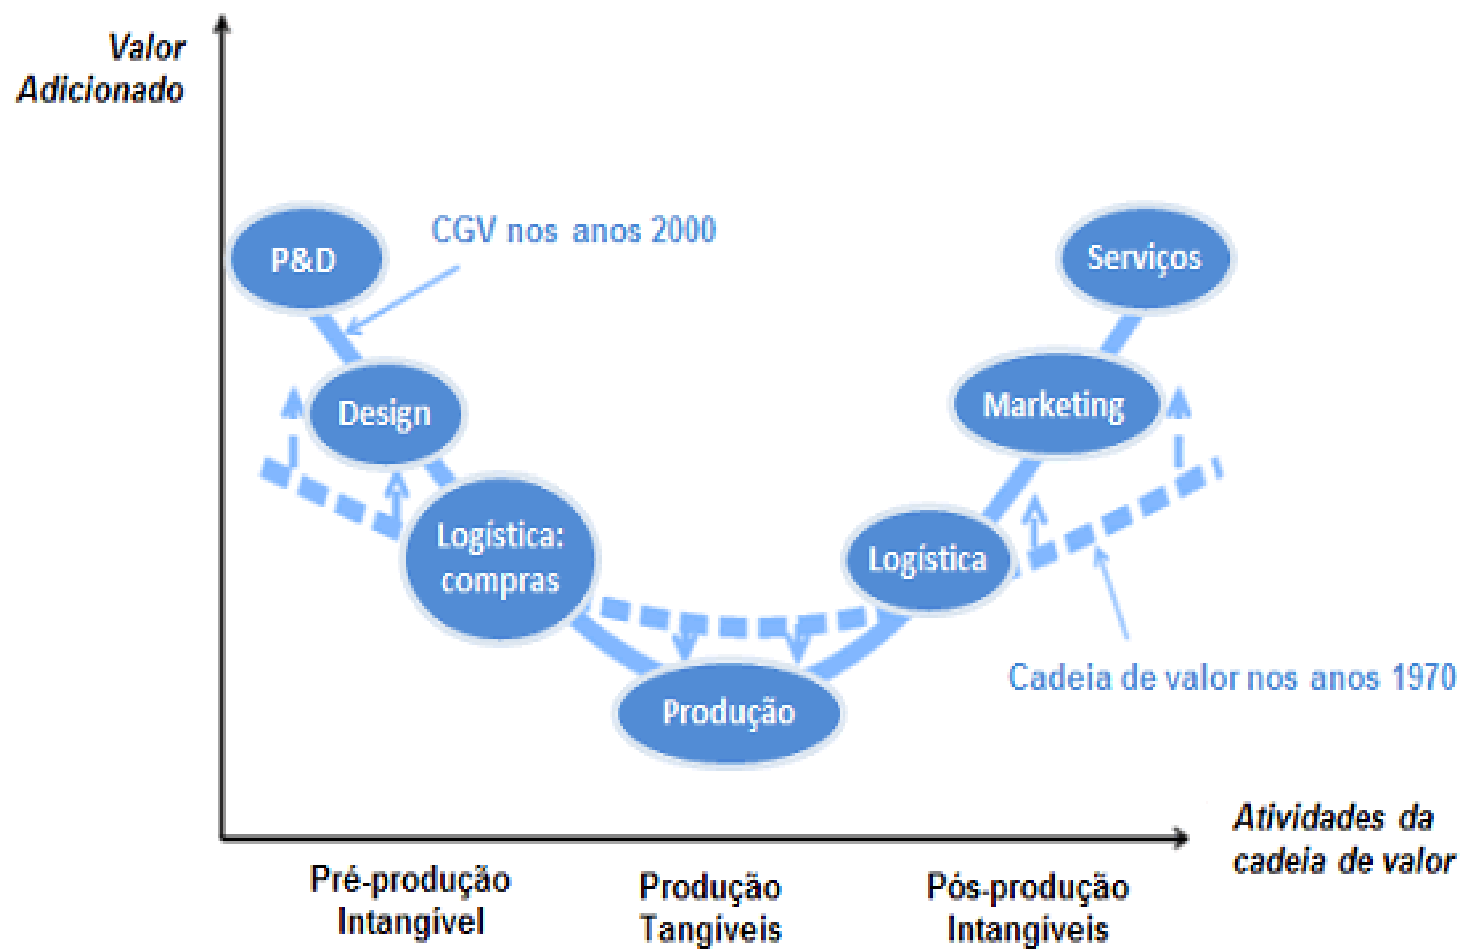 Valor
Adicionado
CGV nos anos 2000
P&D
Serviços
Design
Marketing
Logística:
compras
Logística
Cadeia de valor nos anos 1970
Produção
Atividades da
cadeia de valor
Pré-produção
Intangível
Produção
Tangíveis
Pós-produção
Intangíveis